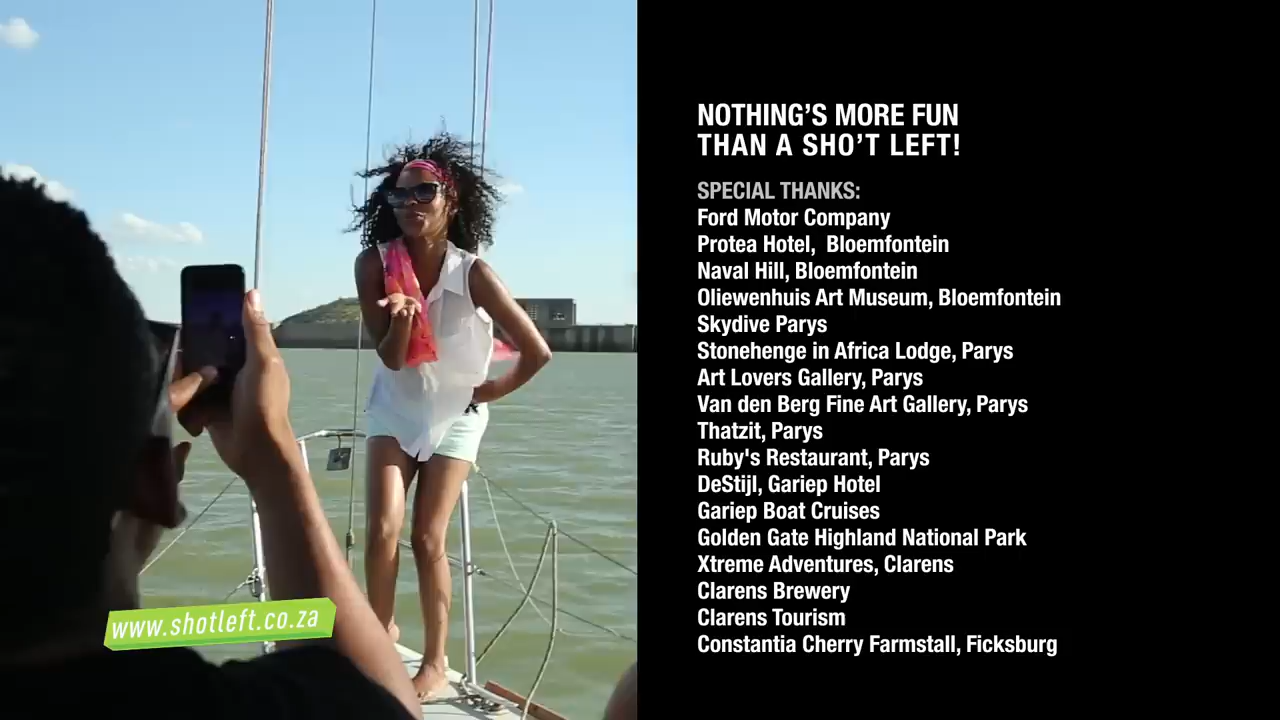 NOTHING'S MORE FUN
THAN A SHO'T LEFT!
SPECIAL THANKS:
Ford Motor Company
Protea Hotel,  Bloemfontein
Naval Hill, Bloemfontein
Oliewenhuis Art Museum, Bloemfontein
Skydive Parys
Stonehenge in Africa Lodge, Parys
Art Lovers Gallery, Parys
Van den Berg Fine Art Gallery, Parys
Thatzit, Parys
Ruby's Restaurant, Parys
DeStijl, Gariep Hotel
Gariep Boat Cruises
Golden Gate Highland National Park
Xtreme Adventures, Clarens
Clarens Brewery
Clarens Tourism
Constantia Cherry Farmstall, Ficksburg
www.shotleft.co.za